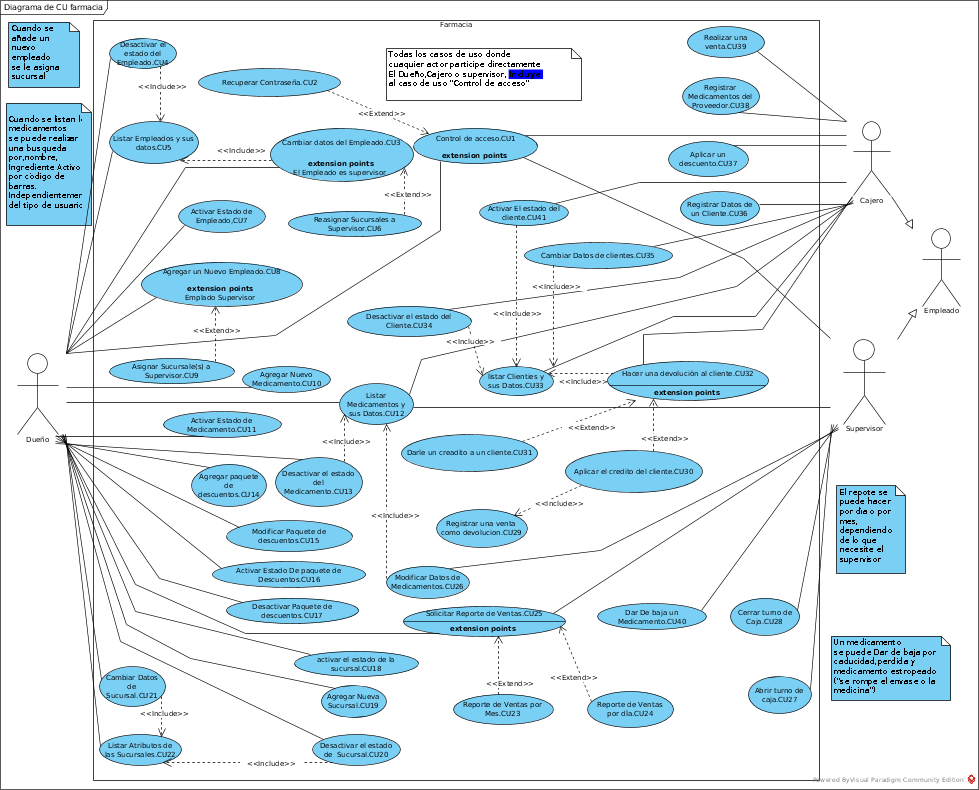 Diagrama de CU farmacia
Farmacia
Cuando se
añade un
nuevo
empleado
se le asigna
sucursal
Cuando se listan l
medicamentos
se puede realizar
una busqueda
por,nombre,
Ingrediente Activo
por código de
barras.
Independientemer
del tipo de usuario
Todas los casos de uso donde
cuaquier actor participe directamente
El Dueño,Cajero o supervisor,
al caso de uso "Control de acceso"
Desactivar el
estado del
Empleado.CU4
<<Include>>
Recuperar Contraseña.CU2
<<Extend>>
Listar Empleados y sus
datos.CU5
<<Include>>
Cambiar datos del Empleado.CU3
extension points
El Empleado es supervisor
Control de acceso.CU1
extension points
<<Extend>>
Activar Estado de
Empleado,CU7
Reasignar Sucursales a
Supervisor.CU6
Agregar un Nuevo Empleado.CU8
extension points
Emplado Supervisor
<<Extend>>
Asignar Sucursale(s) a
Supervisor.CU9
Agregar Nuevo
Medicamento.CU10
Realizar una
venta.CU39
Registrar
Medicamentos del
Proveedor.CU38
Aplicar un
descuento.CU37
Registrar Datos de
un Cliente.CU36
Activar El estado del
cliente.CU41
Cambiar Datos de clientes.CU35
<<Include>>
<<Include>>
Desactivar el estado del
Cliente.CU34
<<Include>>
listar Clientes y
sus Datos.CU33
<<Include>>
Hacer una devolución al cliente.CU32
extension points
Cajero
Empleado
Dueño
Supervisor
Listar
Medicamentos y
sus Datos.CU12
Activar Estado de
Medicamento.CU11
<<Include>>
<<Extend>>
<<Extend>>
Darle un creadito a un cliente.CU31
Aplicar el credito del cliente.CU30
<<Include>>
Agregar paquete
de
descuentos.CU14
Desactivar el estado
del
Medicamento.CU13
<<Include>>
Registrar una venta
como devolucion.CU29
Modificar Paquete de
descuentos.CU15
Activar Estado De paquete de
Descuentos.CU16
Modificar Datos de
Medicamentos.CU26
Desactivar Paquete de
descuentos.CU17
Solicitar Reporte de Ventas.CU25
extension points
Dar De baja un
Medicamento.CU40
Cerrar turno de
Caja.CU28
El repote se
puede hacer
por dia o por
mes,
dependiendo
de lo que
necesite el
supervisor
Un medicamento
se puede Dar de baja por
caducidad,perdida y
medicamento estropeado
("se rompe el envase o la
medicina")
activar el estado de la
sucursal.CU18
Cambiar Datos
de
Sucursal.CU21
<<Include>>
Agregar Nueva
Sucursal.CU19
<<Extend>>
<<Extend>>
Reporte de Ventas por
Mes.CU23
Reporte de Ventas
por día.CU24
Abrir turno de
caja.CU27
Listar Atributos de
las Sucursales.CU22
<<Include>>
Desactivar el estado
de Sucursal.CU20
Powered ByVisual Paradigm Community Edition